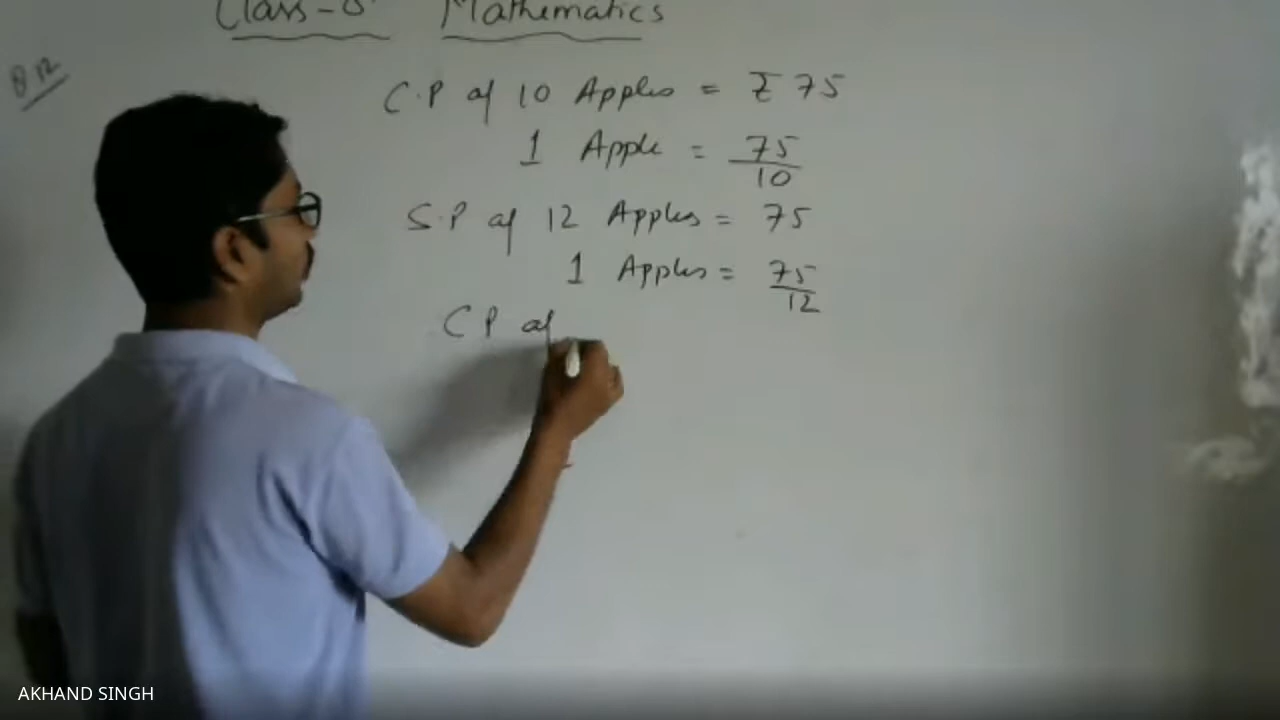 Class-8 Mathematics
Q 12
C.P of 10 Apples = ₹ 75
1 Apple = 75/10
S.P of 12 Apples = 75
1 Apples = 75/12
C P of
AKHAND SINGH